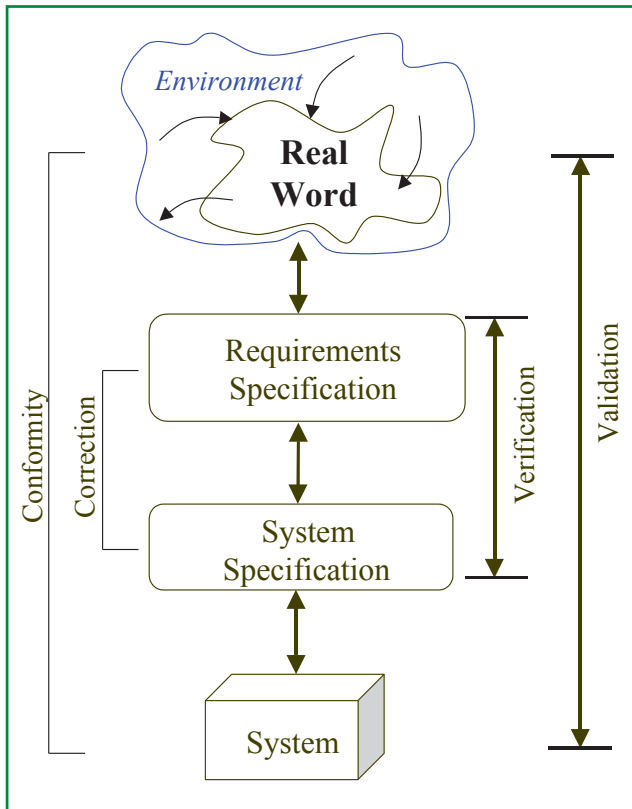 Environment
Real
Word
Requirements
Specification
System
Specification
System
Conformity
Correction
Verification
Validation